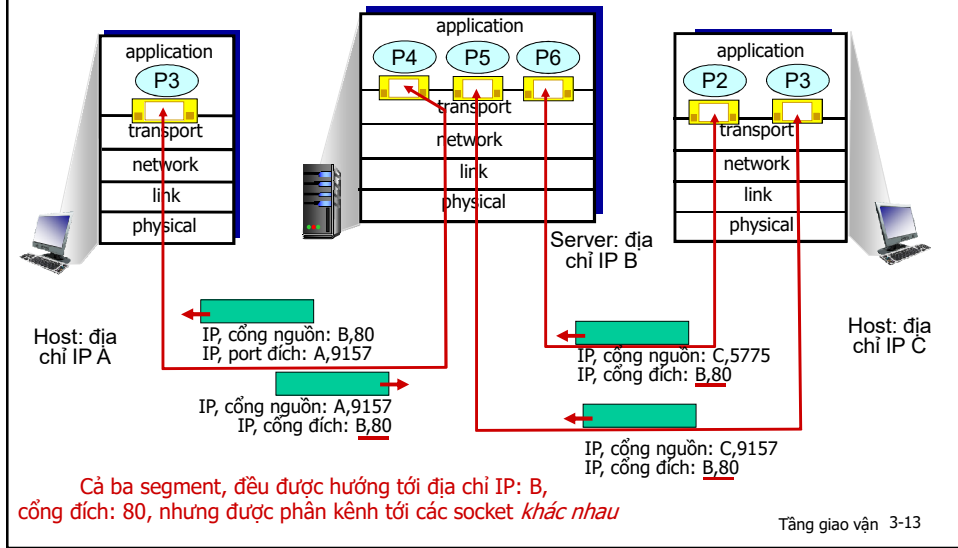 application
P3
transport
network
link
physical
application
P4 P5 P6
transport
network
link
physical
application
P2 P3
transport
network
link
physical
Server: địa
chỉ IP B
Host: địa
chỉ IP A
Host: địa
chỉ IP C
IP, cổng nguồn: B,80
IP, port đích: A,9157
IP, cổng nguồn: A,9157
IP, cổng đích: B,80
IP, cổng nguồn: C,5775
IP, cổng đích: B,80
IP, cổng nguồn: C,9157
IP, cổng đích: B,80
Cả ba segment, đều được hướng tới địa chỉ IP: B,
cổng đích: 80, nhưng được phân kênh tới các socket khác nhau
Tầng giao vận 3-13